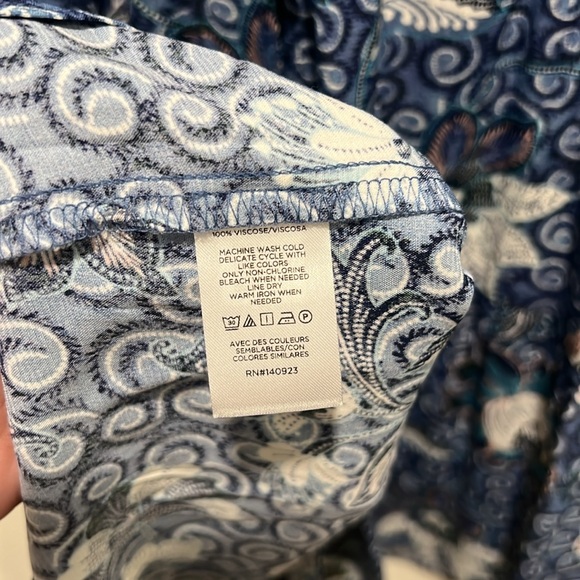 100% VISCOSE/VISCOSA
MACHINE WASH COLD
DELICATE CYCLE WITH
LIKE COLORS
ONLY NON-CHLORINE
BLEACH WHEN NEEDED
LINE DRY
WARM IRON WHEN
NEEDED
30 P
AVEC DES COULEURS
SEMBLABLES/CON
COLORES SIMILARES
RN#140923